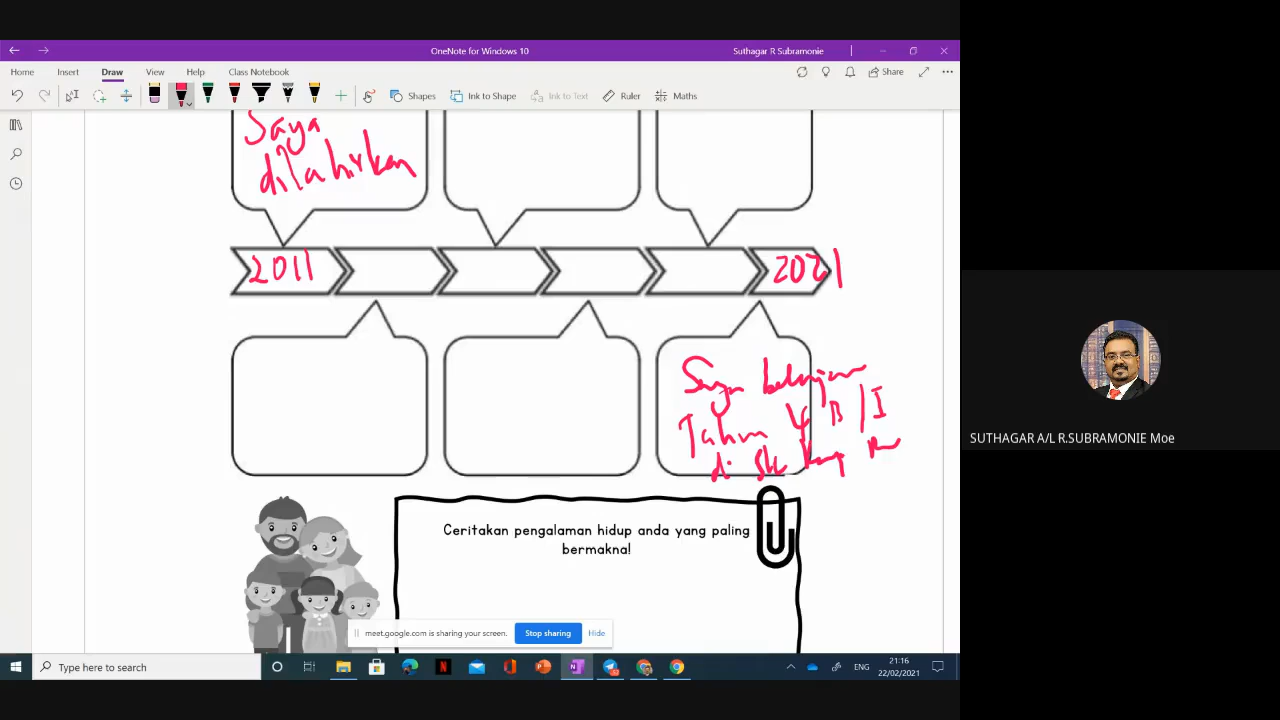 OneNote for Windows 10
Suthagar R Subramonie
Home Insert Draw View Help Class Notebook
Share
Shapes Ink to Shape Ink to Text Ruler Maths
Saya
dilahirkan
2011 2021
Saya belajar
Tahun 4 B/I
di
Ceritakan pengalaman hidup anda yang paling
bermakna!
meet.google.com is sharing your screen. Stop sharing Hide
SUTHAGAR A/L R.SUBRAMONIE Moe
Type here to search
ENG
21:16
22/02/2021